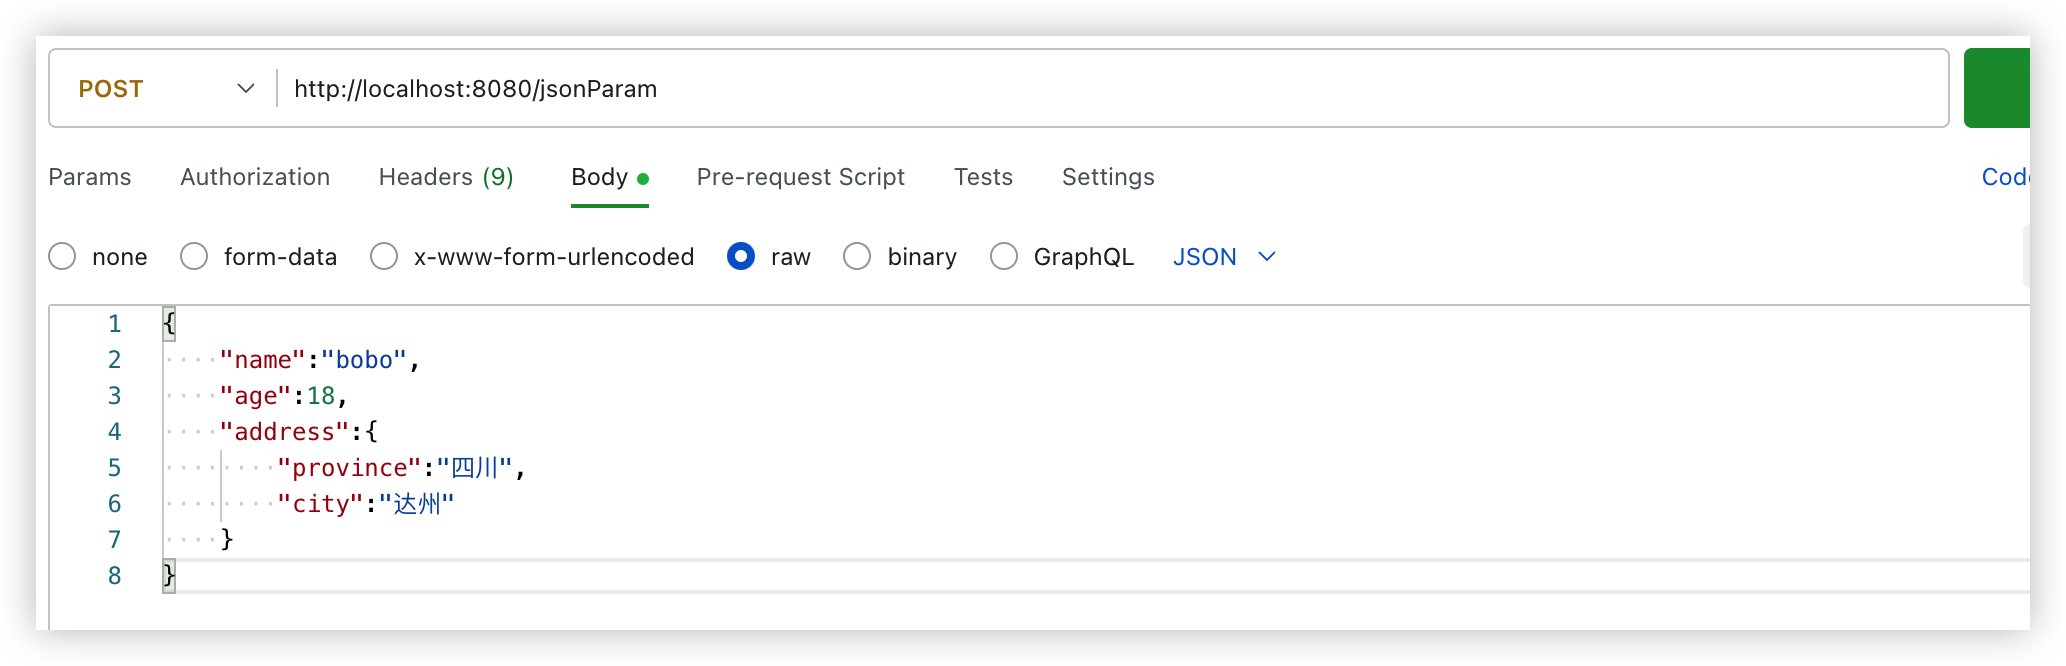 POST http://localhost:8080/jsonParam
Params Authorization Headers (9) Body Pre-request Script Tests Settings
none form-data x-www-form-urlencoded raw binary GraphQL JSON
1 {
2 "name":"bobo",
3 "age":18,
4 "address":{
5 "province":"四川",
6 "city":"达州"
7 }
8 }